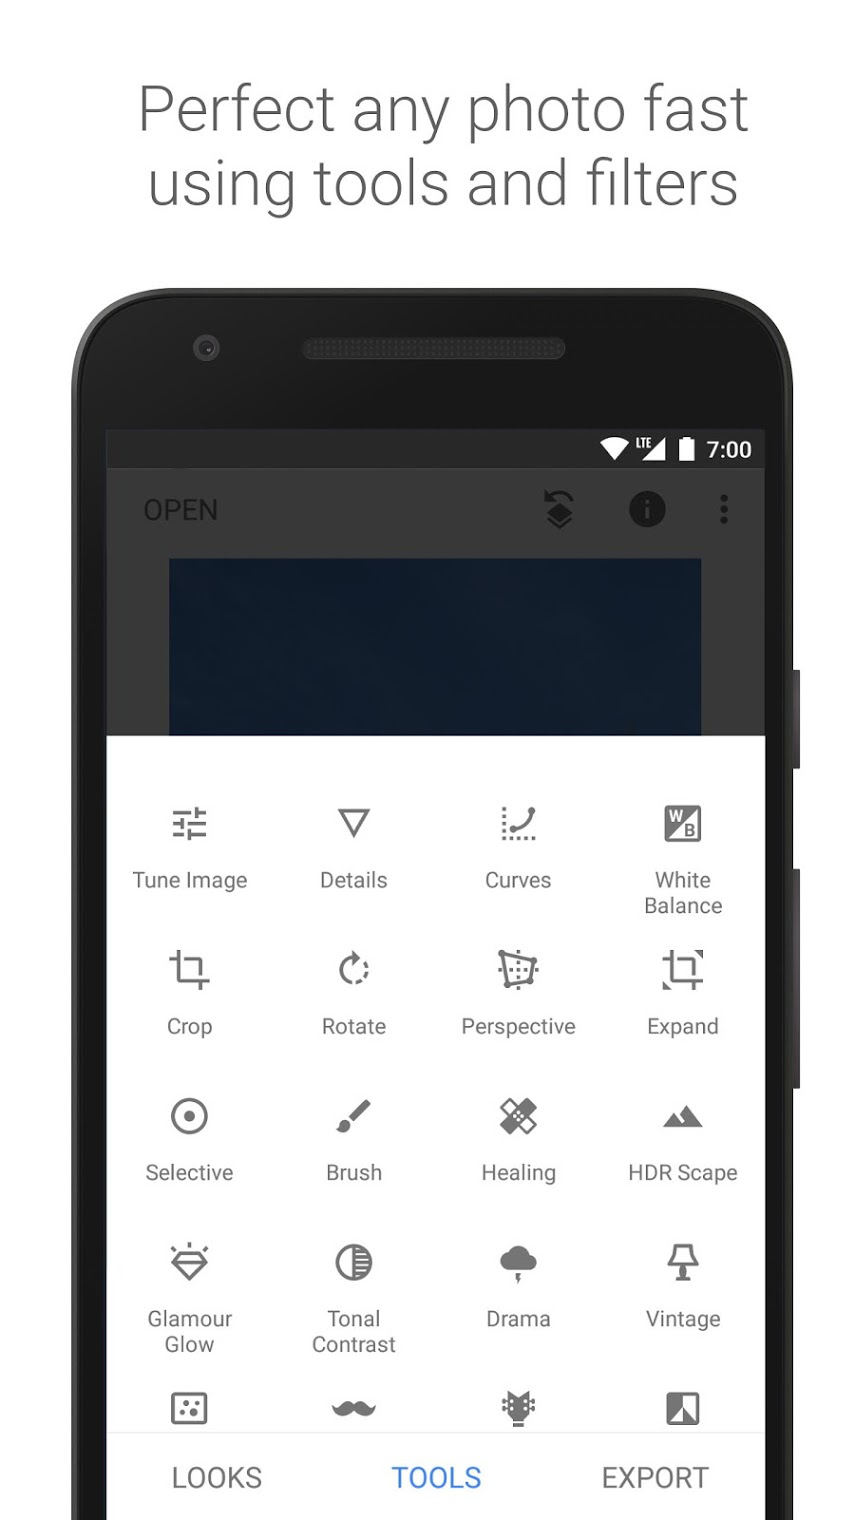 Perfect any photo fast
using tools and filters
LTE 7:00
OPEN
Tune Image Details Curves White
Balance
WB
Crop Rotate Perspective Expand
Selective Brush Healing HDR Scape
Glamour Tonal Drama Vintage
Glow Contrast
LOOKS TOOLS EXPORT